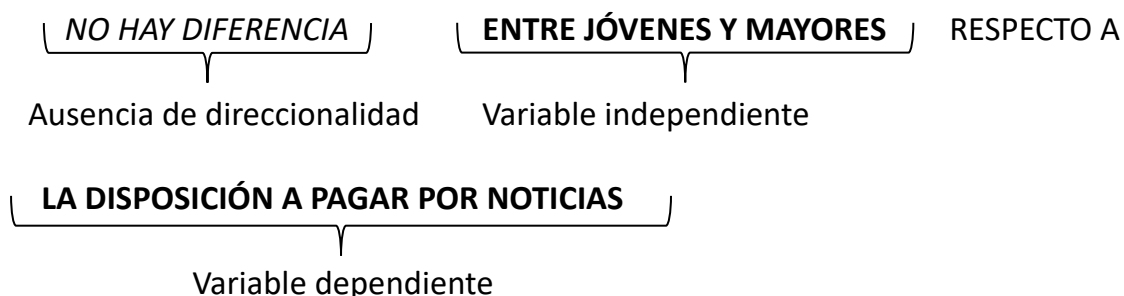 NO HAY DIFERENCIA ENTRE JÓVENES Y MAYORES RESPECTO A
Ausencia de direccionalidad Variable independiente
LA DISPOSICIÓN A PAGAR POR NOTICIAS
Variable dependiente